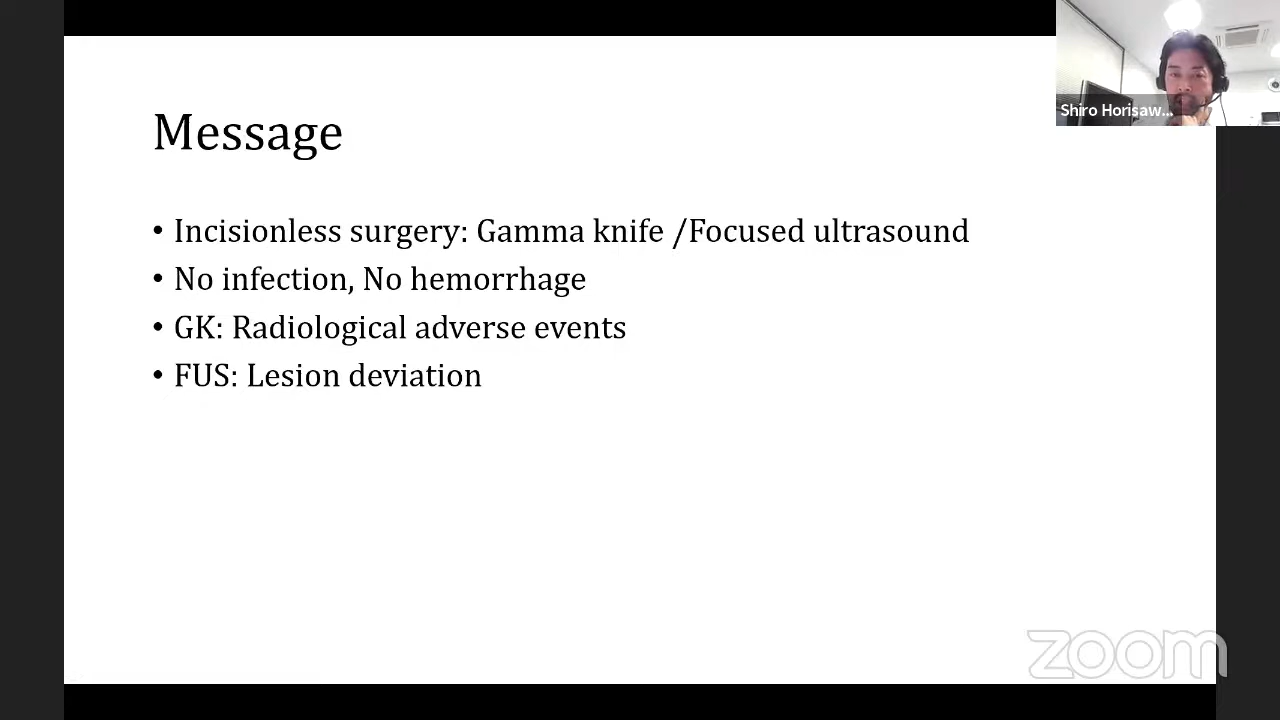 Shiro Horisaw...
Message
• Incisionless surgery: Gamma knife /Focused ultrasound
• No infection, No hemorrhage
• GK: Radiological adverse events
• FUS: Lesion deviation
zoom